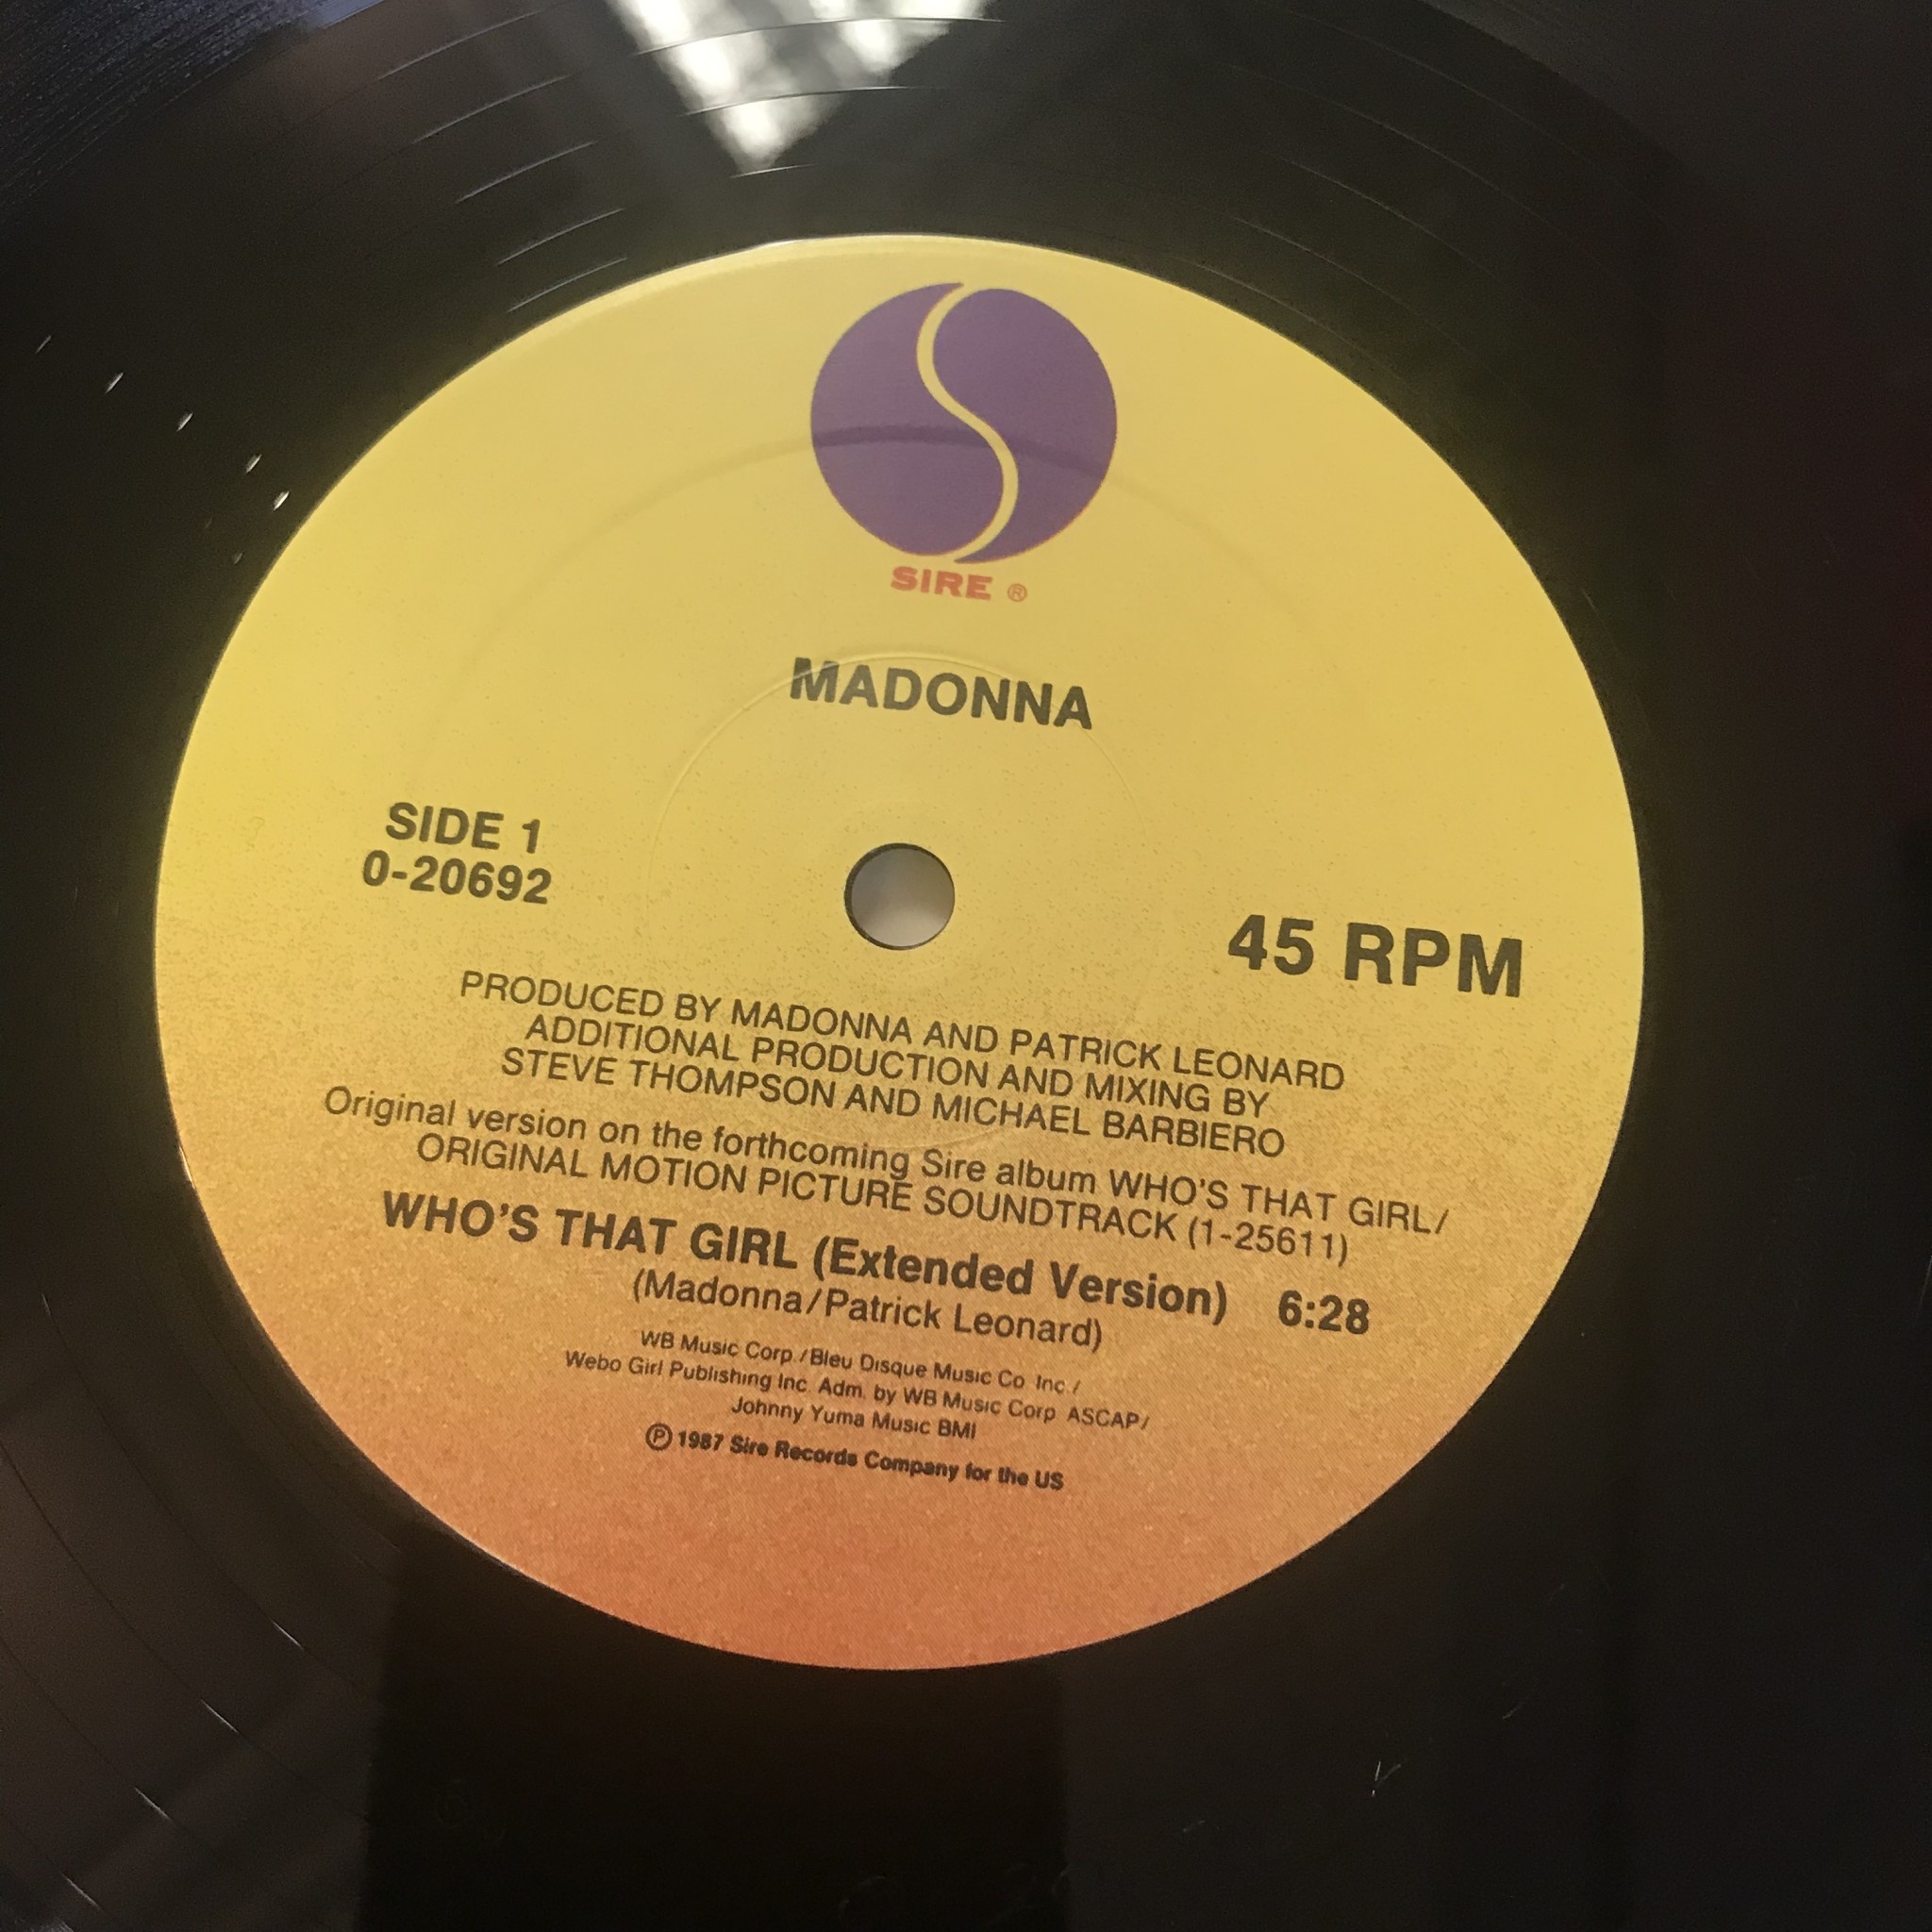 SIRE ®
MADONNA
SIDE 1
0-20692
45 RPM
PRODUCED BY MADONNA AND PATRICK LEONARD
ADDITIONAL PRODUCTION AND MIXING BY
STEVE THOMPSON AND MICHAEL BARBIERO
Original version on the forthcoming Sire album WHO'S THAT GIRL/
ORIGINAL MOTION PICTURE SOUNDTRACK (1-25611)
WHO'S THAT GIRL (Extended Version) 6:28
(Madonna/Patrick Leonard)
WB Music Corp./Bleu Disque Music Co. Inc./
Webo Girl Publishing Inc. Adm. by WB Music Corp. ASCAP/
Johnny Yuma Music BMI
℗ 1987 Sire Records Company for the US